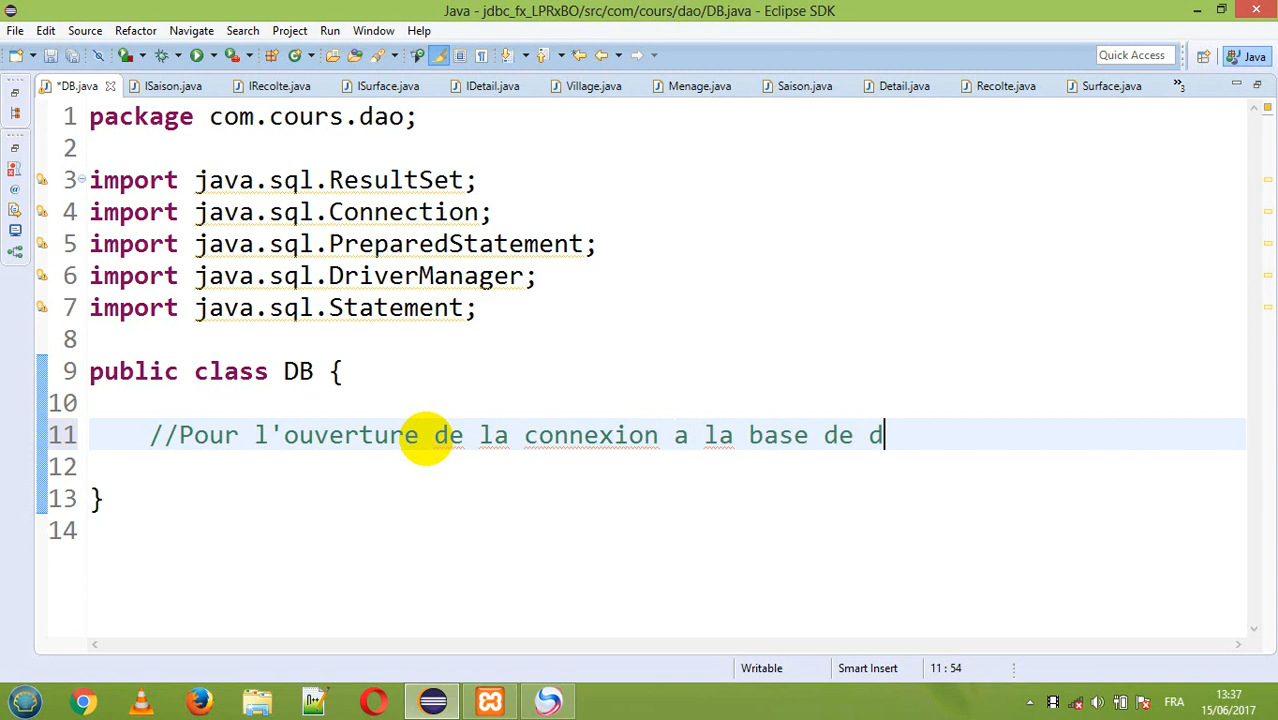 Java - jdbc_fx_LPRxBO/src/com/cours/dao/DB.java - Eclipse SDK
File Edit Source Refactor Navigate Search Project Run Window Help
Quick Access Java
*DB.java ISaison.java IRecolte.java ISurface.java IDetail.java Village.java Menage.java Saison.java Detail.java Recolte.java Surface.java »3
1 package com.cours.dao;
2
3 import java.sql.ResultSet;
4 import java.sql.Connection;
5 import java.sql.PreparedStatement;
6 import java.sql.DriverManager;
7 import java.sql.Statement;
8
9 public class DB {
10
11 //Pour l'ouverture de la connexion a la base de d
12
13 }
14
Writable Smart Insert 11 : 54
FRA 13:37
15/06/2017